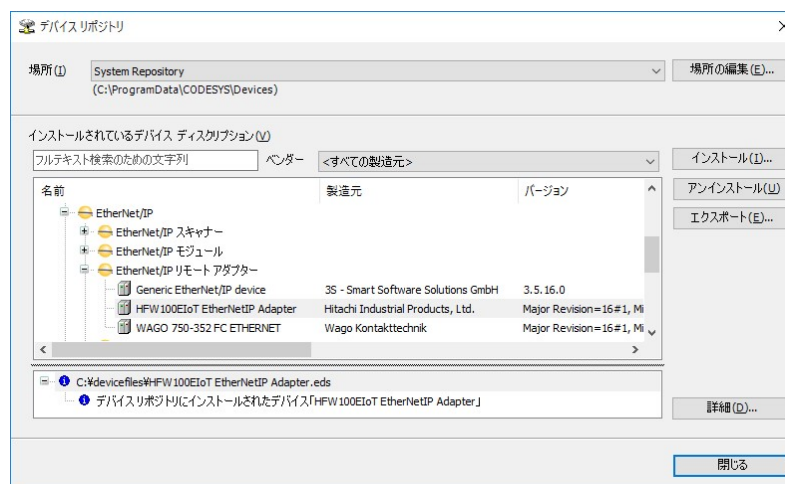 デバイス リポジトリ
場所(I) System Repository 場所の編集(E)...
(C:\ProgramData\CODESYS\Devices)
インストールされているデバイス ディスクリプション(V)
フルテキスト検索のための文字列 ベンダー <すべての製造元> インストール(I)...
名前 製造元 バージョン アンインストール(U)
EtherNet/IP エクスポート(E)...
EtherNet/IP スキャナー
EtherNet/IP モジュール
EtherNet/IP リモート アダプター
Generic EtherNet/IP device 3S - Smart Software Solutions GmbH 3.5.16.0
HFW100EIoT EtherNetIP Adapter Hitachi Industrial Products, Ltd. Major Revision=16#1, Mi
WAGO 750-352 FC ETHERNET Wago Kontakttechnik Major Revision=16#1, Mi
C:¥devicefiles¥HFW100EIoT EtherNetIP Adapter.eds
デバイス リポジトリにインストールされたデバイス「HFW100EIoT EtherNetIP Adapter」
詳細(D)...
閉じる